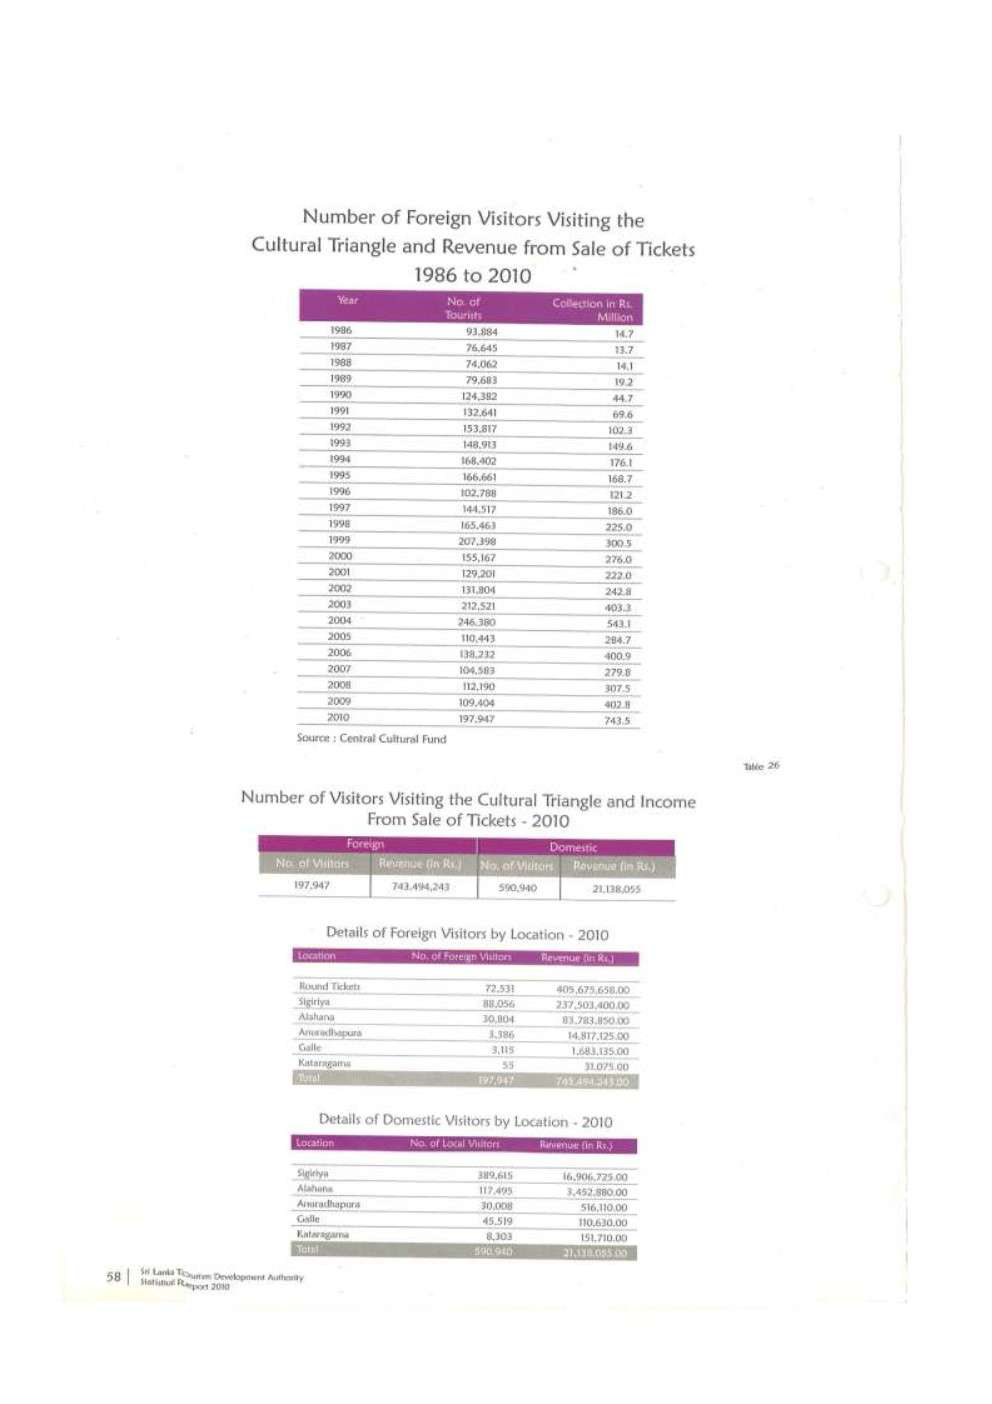 Number of Foreign Visitors Visiting the
Cultural Triangle and Revenue from Sale of Tickets
1986 to 2010
Year No. of Tourists Collection in Rs. Million
1986 93,884 14.7
1987 76,645 13.7
1988 74,062 14.1
1989 79,683 19.2
1990 124,382 44.7
1991 132,641 69.6
1992 153,817 102.3
1993 148,913 149.6
1994 168,402 176.1
1995 166,661 168.7
1996 102,788 121.2
1997 144,517 186.0
1998 165,463 225.0
1999 207,398 300.5
2000 155,167 276.0
2001 129,201 222.0
2002 131,804 242.8
2003 212,521 403.3
2004 246,380 543.1
2005 110,443 284.7
2006 138,232 400.9
2007 104,583 279.8
2008 112,190 307.5
2009 109,404 402.8
2010 197,947 743.5
Source : Central Cultural Fund
Table 26
Number of Visitors Visiting the Cultural Triangle and Income
From Sale of Tickets - 2010
Foreign Domestic
No. of Visitors Revenue (in Rs.) No. of Visitors Revenue (in Rs.)
197,947 743,494,243 590,940 21,138,055
Details of Foreign Visitors by Location - 2010
Location No. of Foreign Visitors Revenue (in Rs.)
Round Tickets 72,531 405,675,658.00
Sigiriya 88,056 237,503,400.00
Alahana 30,804 83,783,850.00
Anuradhapura 3,386 14,817,125.00
Galle 3,115 1,683,135.00
Kataragama 55 31,075.00
Total 197,947 743,494,243.00
Details of Domestic Visitors by Location - 2010
Location No. of Local Visitors Revenue (in Rs.)
Sigiriya 389,615 16,906,725.00
Alahana 117,495 3,452,880.00
Anuradhapura 30,008 516,110.00
Galle 45,519 110,630.00
Kataragama 8,303 151,710.00
Total 590,940 21,138,055.00
58 | Sri Lanka Tourism Development Authority
Statistical Report 2010